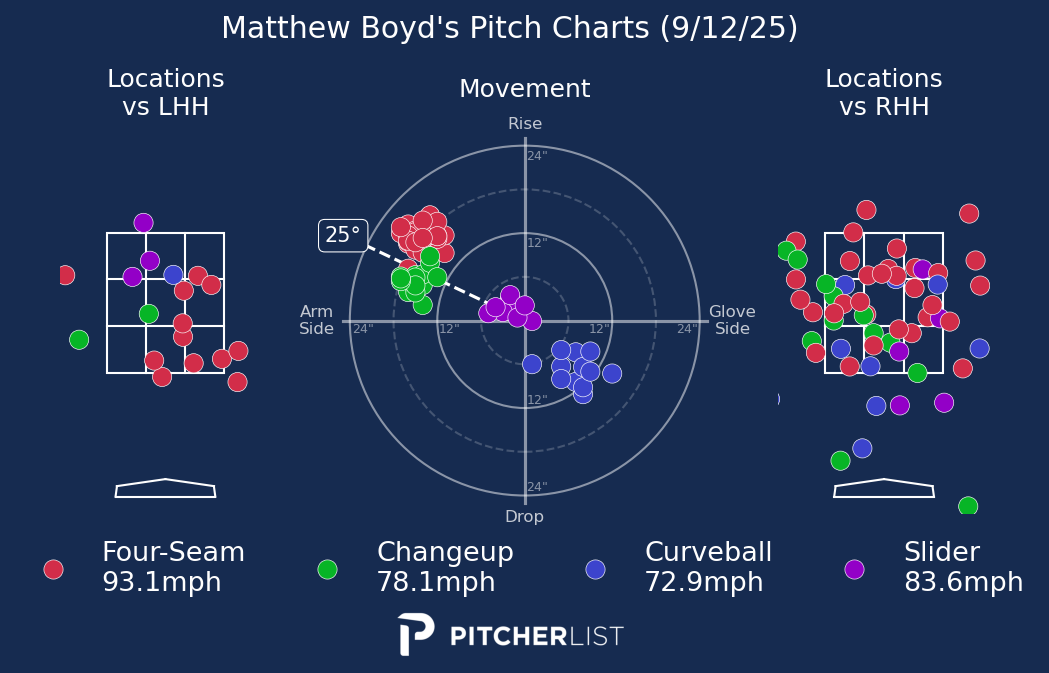 Matthew Boyd's Pitch Charts (9/12/25)
Locations
vs LHH
Movement
Locations
vs RHH
Rise
24"
12"
25°
Arm
Side
24"
12"
12"
24"
Glove
Side
12"
24"
Drop
Four-Seam
93.1mph
Changeup
78.1mph
Curveball
72.9mph
Slider
83.6mph
PITCHERLIST